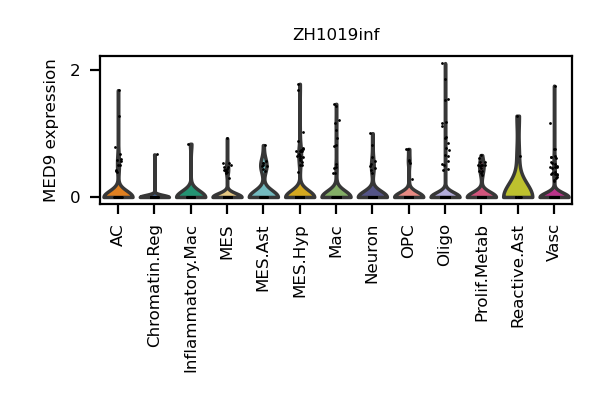 ZH1019inf
MED9 expression
2
0
AC
Chromatin.Reg
Inflammatory.Mac
MES
MES.Ast
MES.Hyp
Mac
Neuron
OPC
Oligo
Prolif.Metab
Reactive.Ast
Vasc